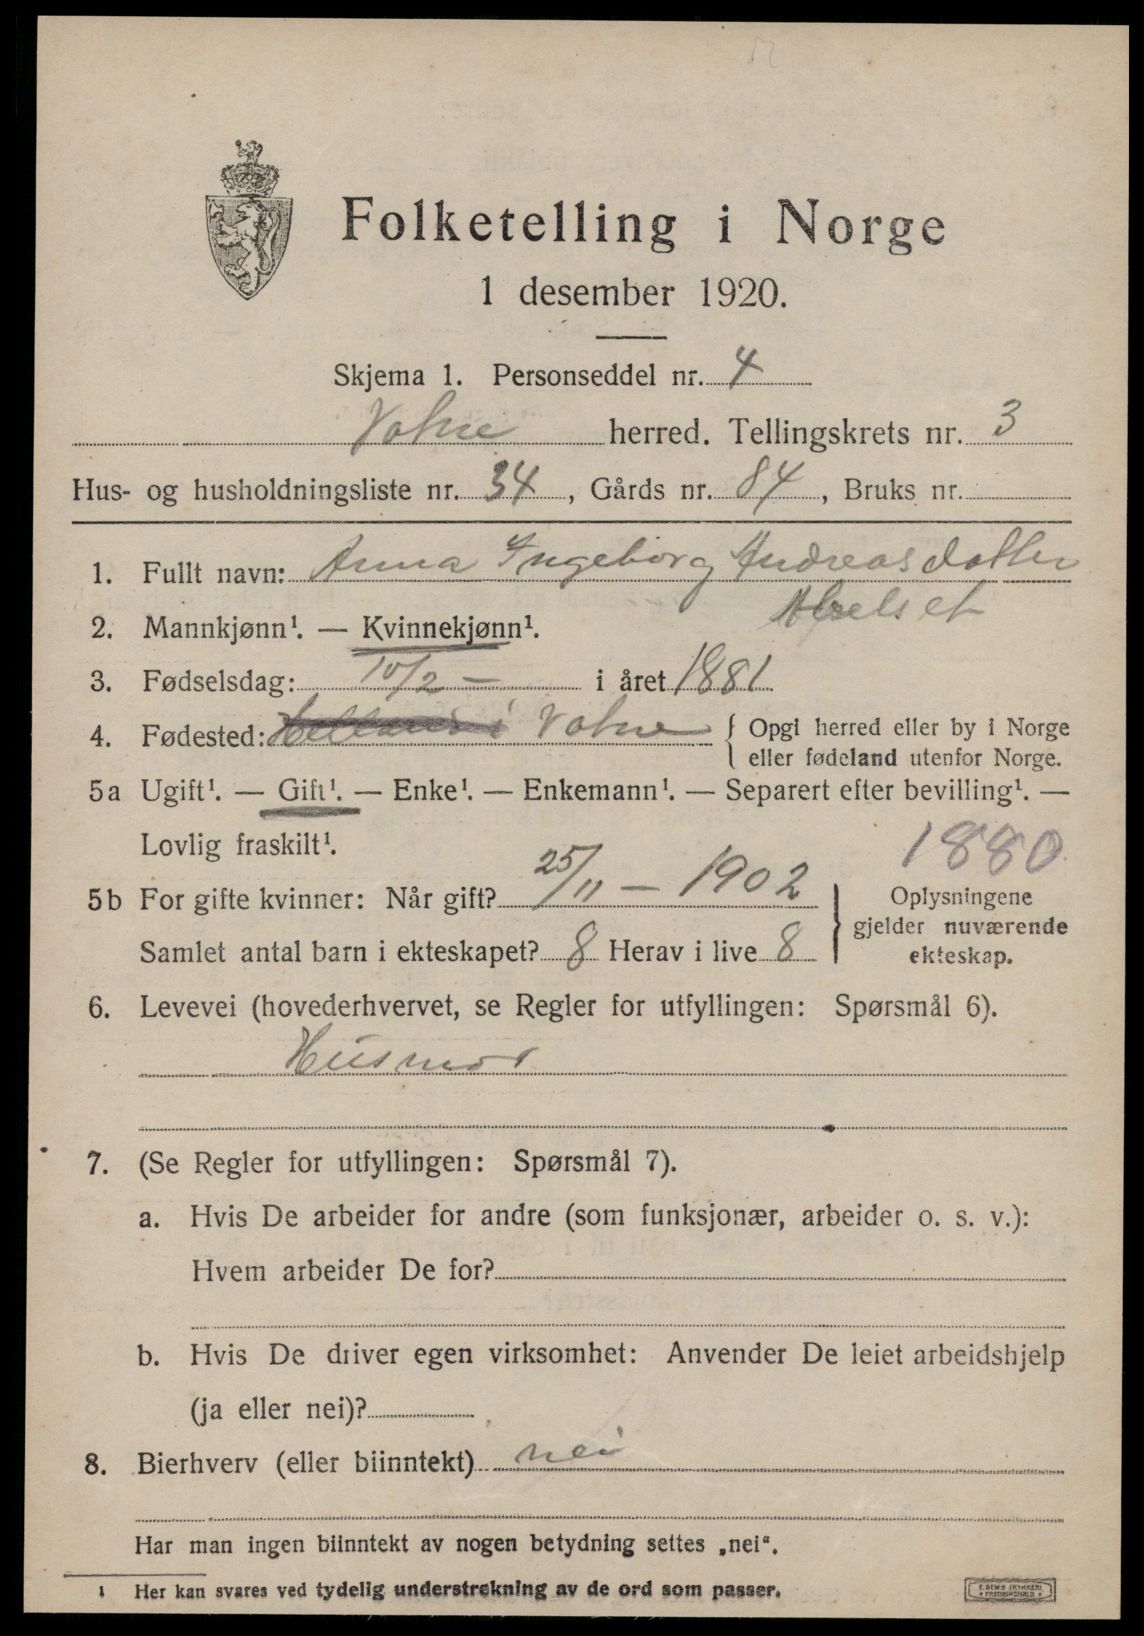 Folketelling i Norge
1 desember 1920.
Skjema 1. Personseddel nr. 4
Vatne herred. Tellingskrets nr. 3
Hus- og husholdningsliste nr. 34, Gårds nr. 84, Bruks nr.
1. Fullt navn: Anna Ingeborg Andreasdatter
2. Mannkjønn¹. — Kvinnekjønn¹.
3. Fødselsdag: 10/2 — i året 1881
4. Fødested: Helland i Vatne { Opgi herred eller by i Norge
eller fødeland utenfor Norge.
5a Ugift¹. — Gift¹. — Enke¹. — Enkemann¹. — Separert efter bevilling¹. —
Lovlig fraskilt¹.
1880
5b For gifte kvinner: Når gift? 25/11 — 1902
Samlet antal barn i ekteskapet? 8 Herav i live 8
Oplysningene
gjelder nuværende
ekteskap.
6. Levevei (hovederhvervet, se Regler for utfyllingen: Spørsmål 6).
Husmor
7. (Se Regler for utfyllingen: Spørsmål 7).
a. Hvis De arbeider for andre (som funksjonær, arbeider o. s. v.):
Hvem arbeider De for?
b. Hvis De driver egen virksomhet: Anvender De leiet arbeidshjelp
(ja eller nei)?
8. Bierhverv (eller biinntekt) nei
Har man ingen biinntekt av nogen betydning settes „nei“.
¹ Her kan svares ved tydelig understrekning av de ord som passer.